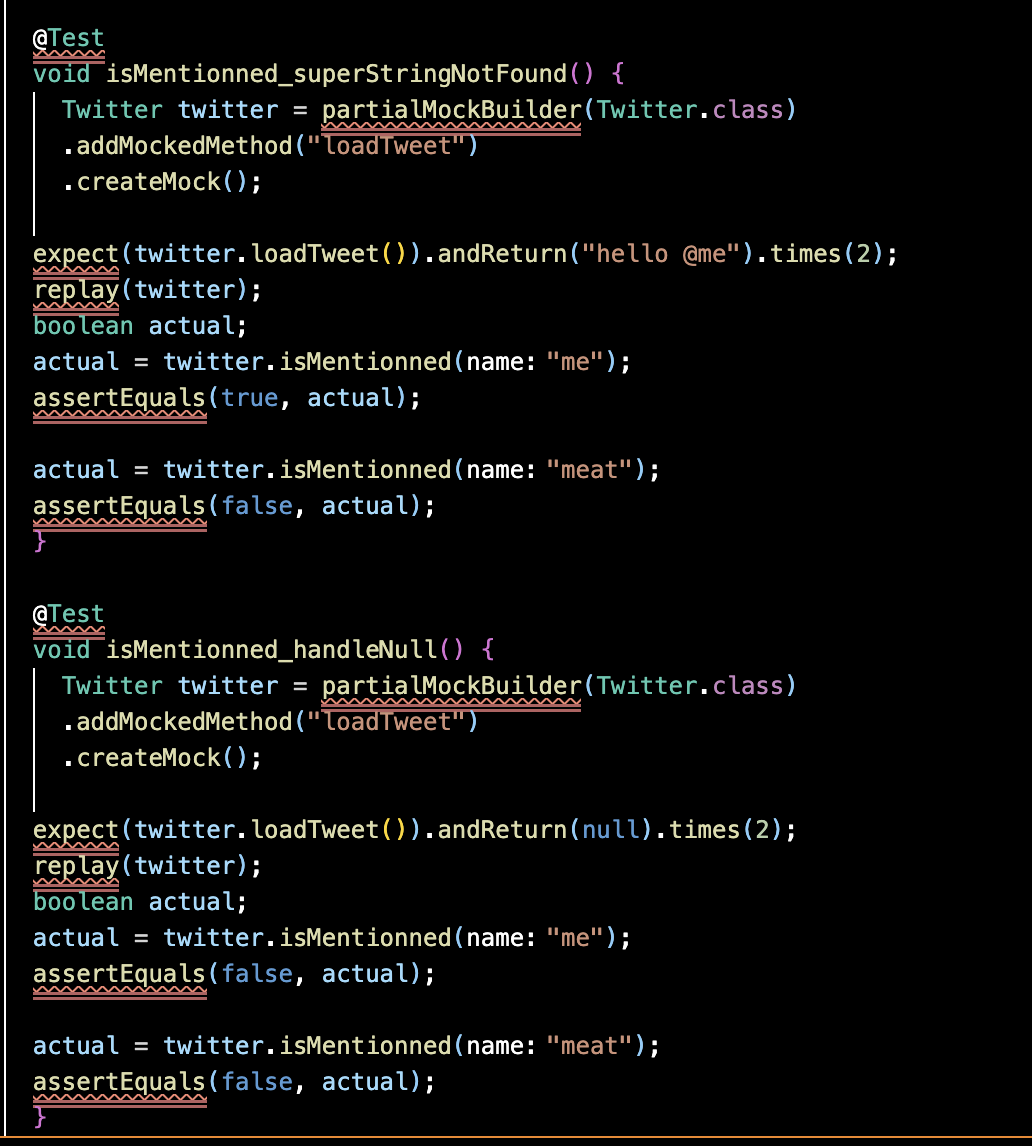 @Test
void isMentionned_superStringNotFound() {
Twitter twitter = partialMockBuilder(Twitter.class)
.addMockedMethod("loadTweet")
.createMock();
expect(twitter.loadTweet()).andReturn("hello @me").times(2);
replay(twitter);
boolean actual;
actual = twitter.isMentionned(name: "me");
assertEquals(true, actual);
actual = twitter.isMentionned(name: "meat");
assertEquals(false, actual);
}
@Test
void isMentionned_handleNull() {
Twitter twitter = partialMockBuilder(Twitter.class)
.addMockedMethod("loadTweet")
.createMock();
expect(twitter.loadTweet()).andReturn(null).times(2);
replay(twitter);
boolean actual;
actual = twitter.isMentionned(name: "me");
assertEquals(false, actual);
actual = twitter.isMentionned(name: "meat");
assertEquals(false, actual);
}